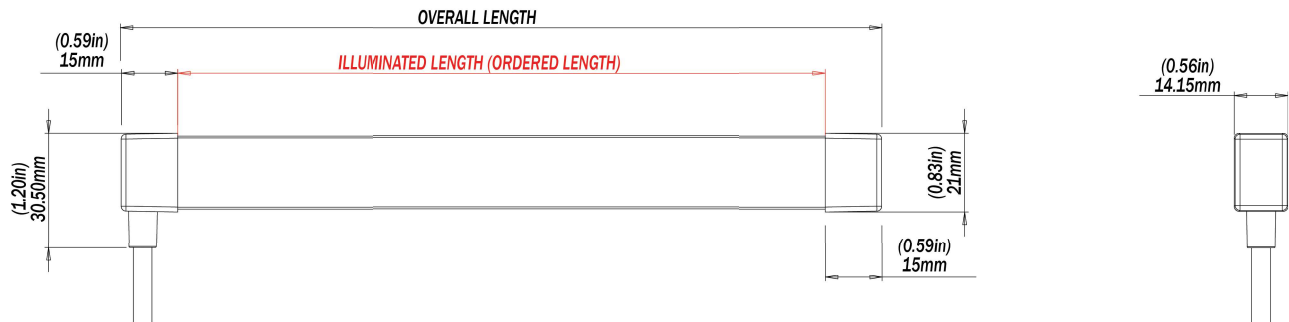 OVERALL LENGTH
(0.59in)
15mm
ILLUMINATED LENGTH (ORDERED LENGTH)
(0.56in)
14.15mm
(1.20in)
30.50mm
(0.83in)
21mm
(0.59in)
15mm